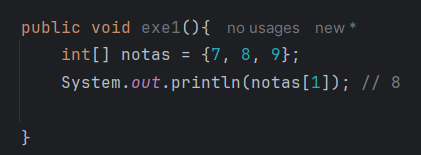 public void exe1(){ no usages new *
int[] notas = {7, 8, 9};
System.out.println(notas[1]); // 8
}